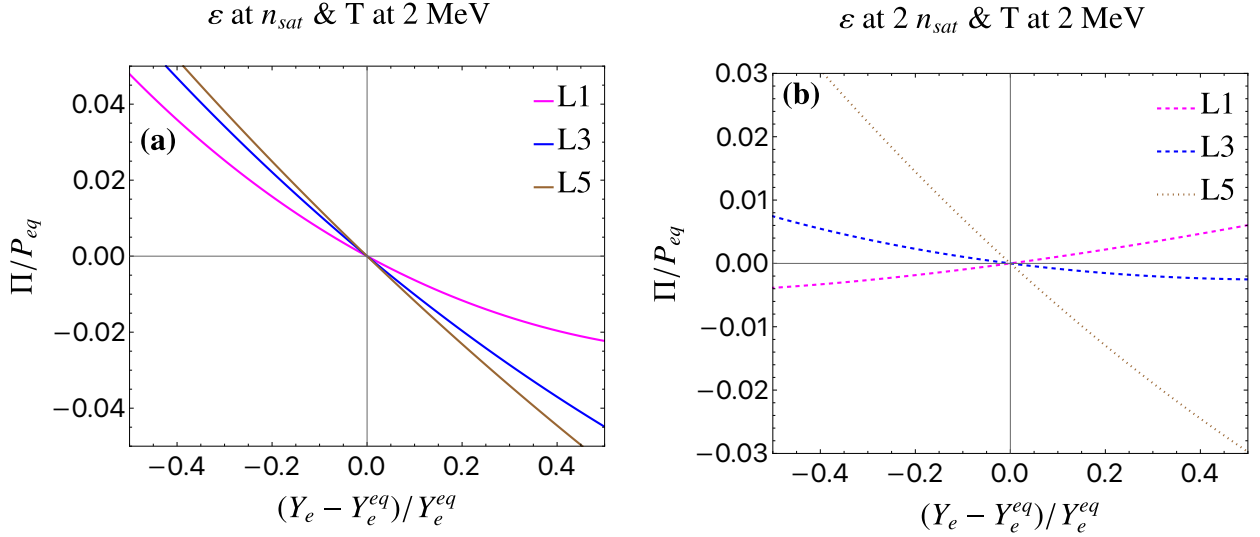 ε at n_sat & T at 2 MeV
(a)
L1
L3
L5
0.04
0.02
0.00
−0.02
−0.04
Π/P_eq
−0.4 −0.2 0.0 0.2 0.4
(Y_e − Y_e^eq)/Y_e^eq
ε at 2 n_sat & T at 2 MeV
(b)
L1
L3
L5
0.03
0.02
0.01
0.00
−0.01
−0.02
−0.03
Π/P_eq
−0.4 −0.2 0.0 0.2 0.4
(Y_e − Y_e^eq)/Y_e^eq